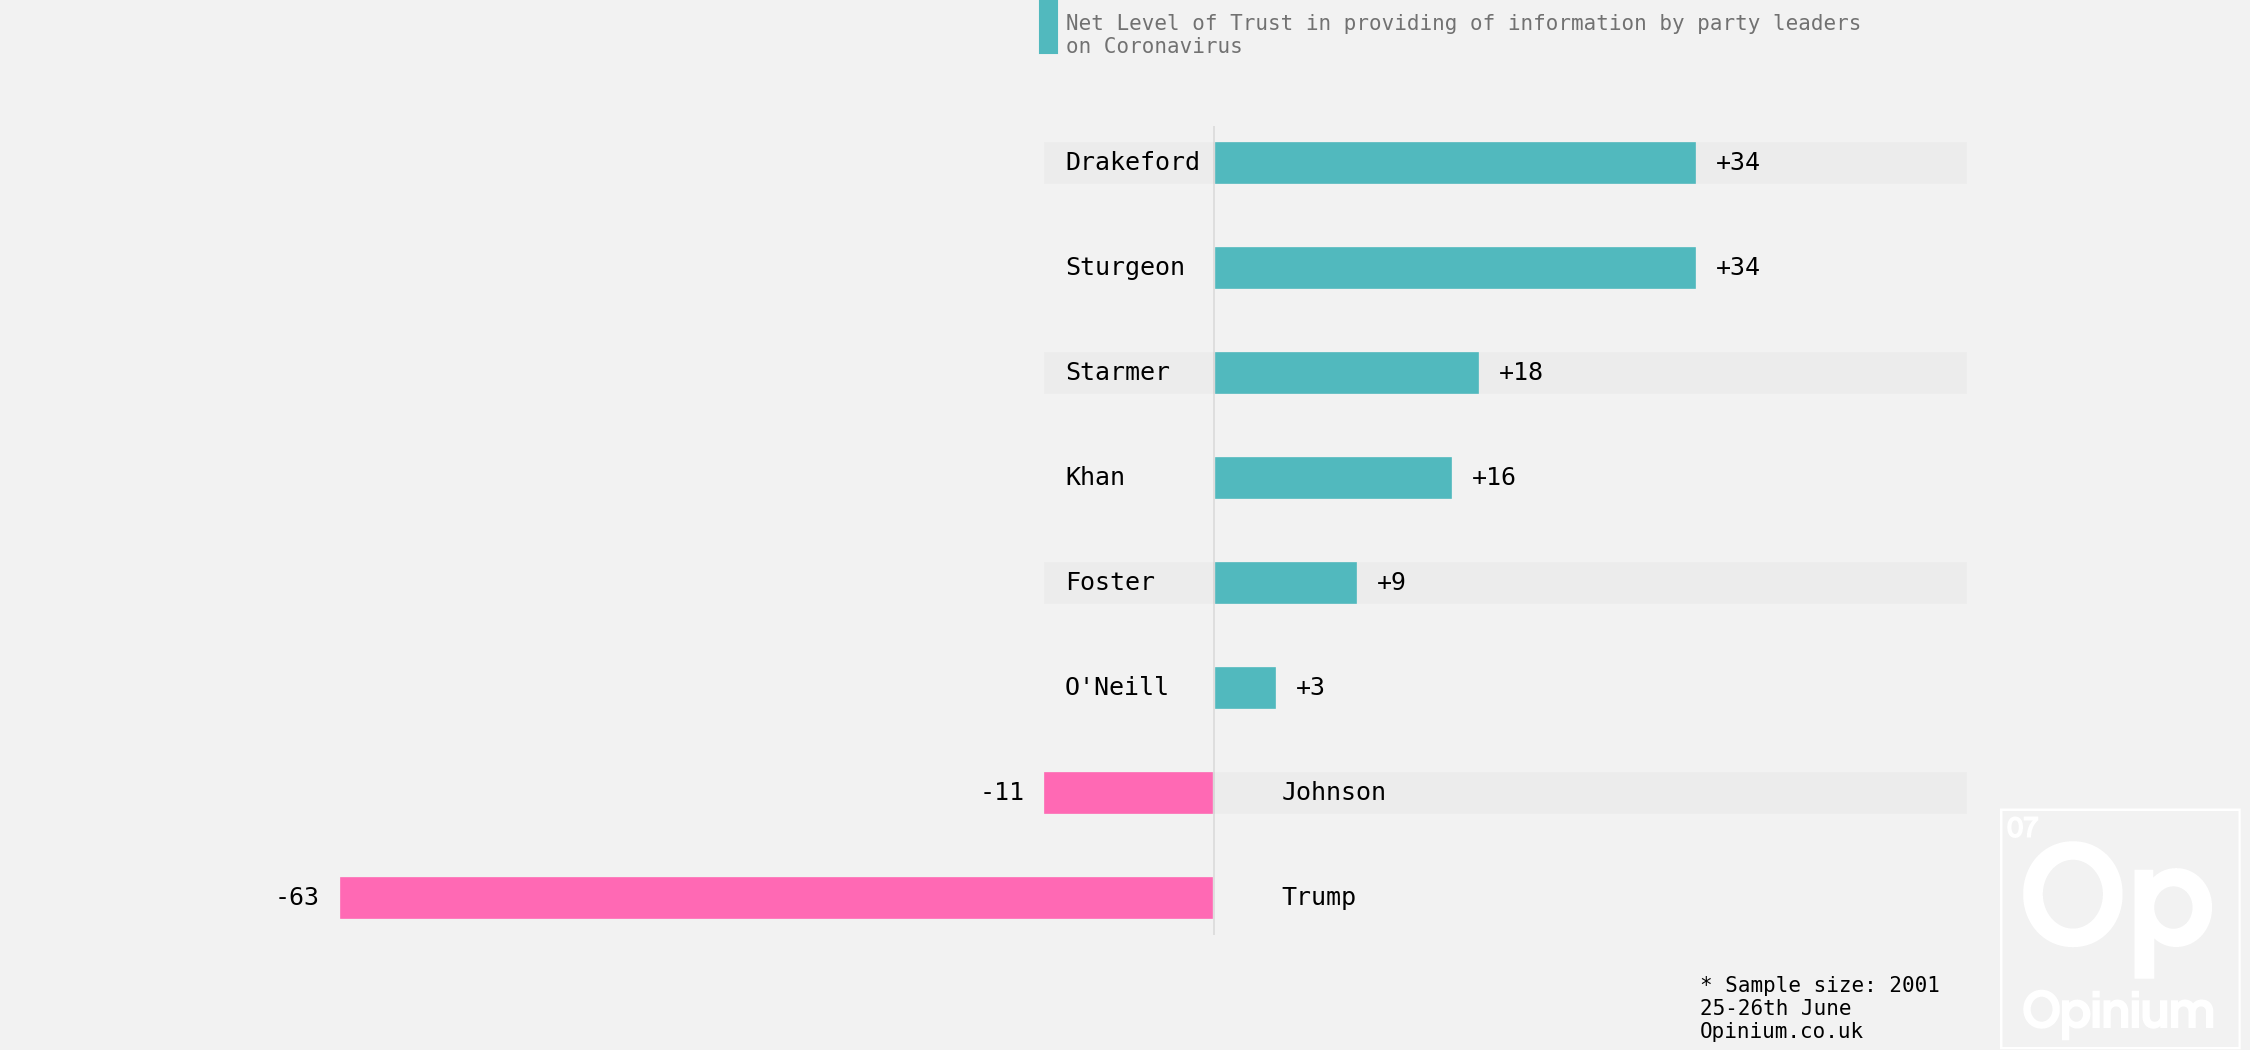 Net Level of Trust in providing of information by party leaders
on Coronavirus
Drakeford +34
Sturgeon +34
Starmer +18
Khan +16
Foster +9
O'Neill +3
-11 Johnson
-63 Trump
* Sample size: 2001
25-26th June
Opinium.co.uk
07
Op
Opinium